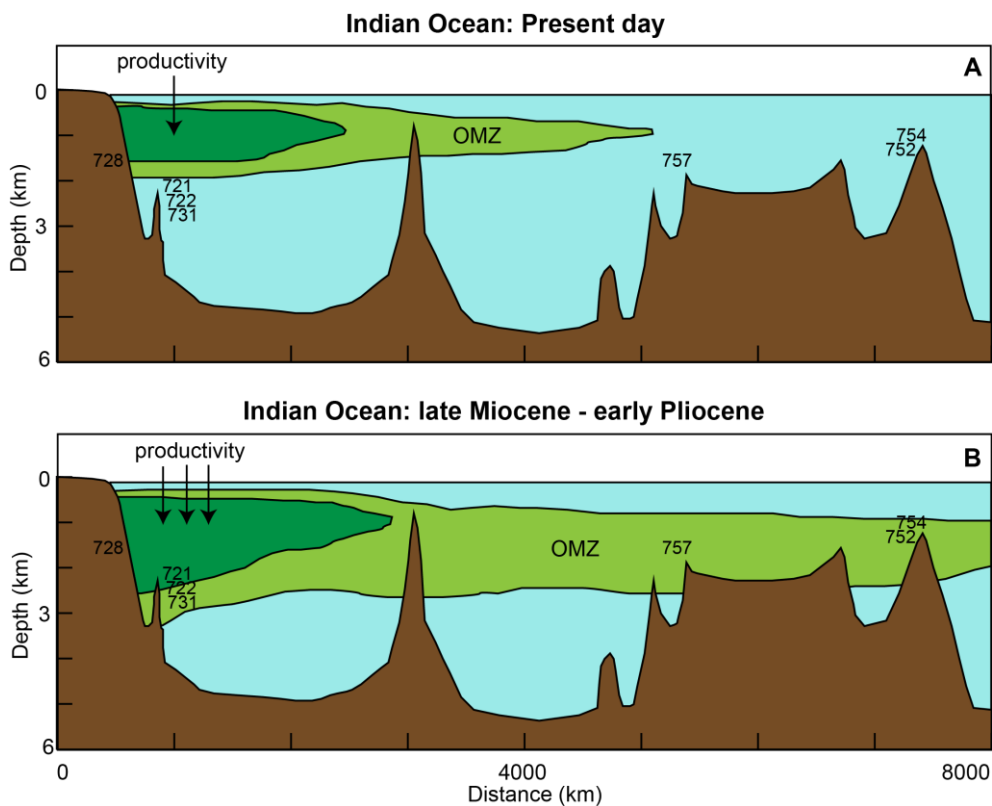 Indian Ocean: Present day
productivity
A
0
OMZ
728
757
754
752
721
722
731
3
Depth (km)
6
Indian Ocean: late Miocene - early Pliocene
productivity
B
0
754
752
728
OMZ
757
721
722
731
3
Depth (km)
6
0
4000
8000
Distance (km)